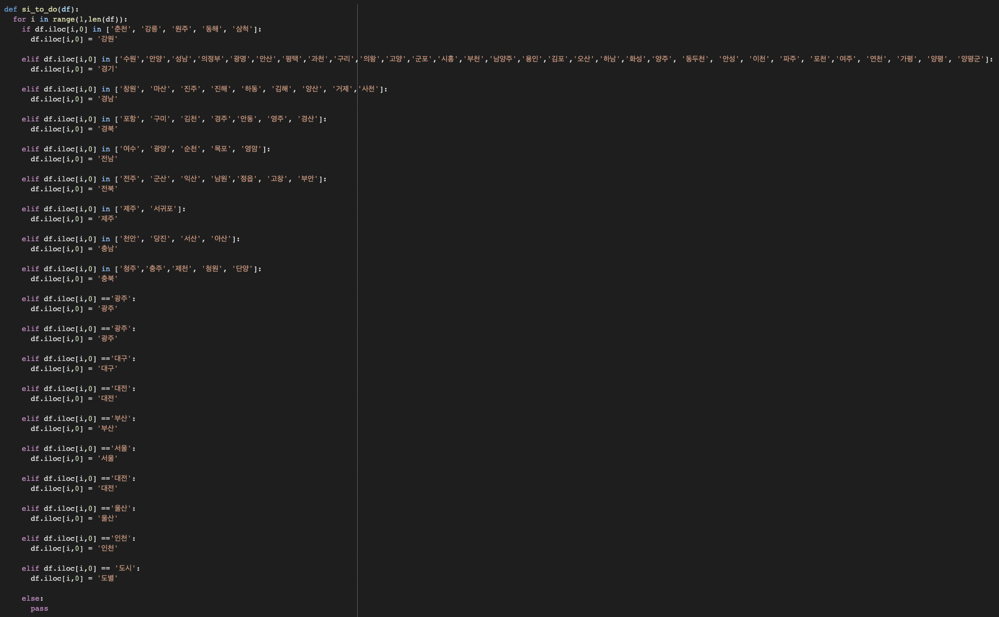 def si_to_do(df):
  for i in range(1,len(df)):
    if df.iloc[i,0] in ['춘천', '강릉', '원주', '동해', '삼척']:
      df.iloc[i,0] = '강원'

    elif df.iloc[i,0] in ['수원','안양','성남','의정부','광명','안산','평택','과천','구리','의왕','고양','군포','시흥','부천','남양주','용인','김포','오산','하남','화성','양주', '동두천', '안성', '이천', '파주', '포천','여주', '연천', '가평', '양평', '양평군']:
      df.iloc[i,0] = '경기'

    elif df.iloc[i,0] in ['창원', '마산', '진주', '진해', '하동', '김해', '양산', '거제','사천']:
      df.iloc[i,0] = '경남'

    elif df.iloc[i,0] in ['포항', '구미', '김천', '경주','안동', '영주', '경산']:
      df.iloc[i,0] = '경북'

    elif df.iloc[i,0] in ['여수', '광양', '순천', '목포', '영암']:
      df.iloc[i,0] = '전남'

    elif df.iloc[i,0] in ['전주', '군산', '익산', '남원','정읍', '고창', '부안']:
      df.iloc[i,0] = '전북'

    elif df.iloc[i,0] in ['제주', '서귀포']:
      df.iloc[i,0] = '제주'

    elif df.iloc[i,0] in ['천안', '당진', '서산', '아산']:
      df.iloc[i,0] = '충남'

    elif df.iloc[i,0] in ['청주','충주','제천', '청원', '단양']:
      df.iloc[i,0] = '충북'

    elif df.iloc[i,0] =='광주':
      df.iloc[i,0] = '광주'

    elif df.iloc[i,0] =='광주':
      df.iloc[i,0] = '광주'

    elif df.iloc[i,0] =='대구':
      df.iloc[i,0] = '대구'

    elif df.iloc[i,0] =='대전':
      df.iloc[i,0] = '대전'

    elif df.iloc[i,0] =='부산':
      df.iloc[i,0] = '부산'

    elif df.iloc[i,0] =='서울':
      df.iloc[i,0] = '서울'

    elif df.iloc[i,0] =='대전':
      df.iloc[i,0] = '대전'

    elif df.iloc[i,0] =='울산':
      df.iloc[i,0] = '울산'

    elif df.iloc[i,0] =='인천':
      df.iloc[i,0] = '인천'

    elif df.iloc[i,0] == '도시':
      df.iloc[i,0] = '도별'

    else:
      pass